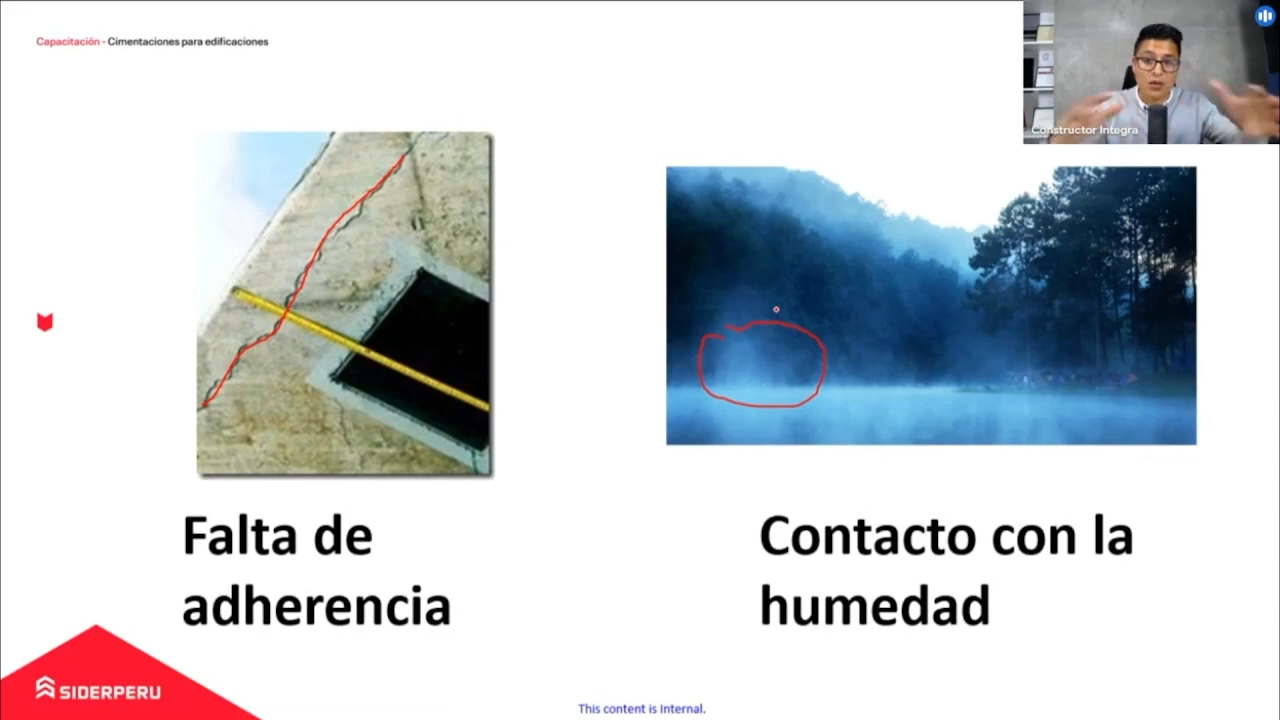 Capacitación - Cimentaciones para edificaciones
Constructor Integra
Falta de
adherencia
Contacto con la
humedad
SIDERPERU
This content is Internal.